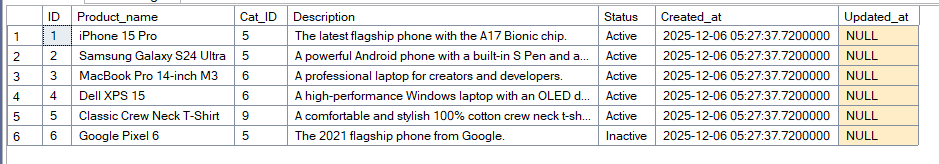 ID Product_name Cat_ID Description Status Created_at Updated_at
1 1 iPhone 15 Pro 5 The latest flagship phone with the A17 Bionic chip. Active 2025-12-06 05:27:37.7200000 NULL
2 2 Samsung Galaxy S24 Ultra 5 A powerful Android phone with a built-in S Pen and a... Active 2025-12-06 05:27:37.7200000 NULL
3 3 MacBook Pro 14-inch M3 6 A professional laptop for creators and developers. Active 2025-12-06 05:27:37.7200000 NULL
4 4 Dell XPS 15 6 A high-performance Windows laptop with an OLED d... Active 2025-12-06 05:27:37.7200000 NULL
5 5 Classic Crew Neck T-Shirt 9 A comfortable and stylish 100% cotton crew neck t-sh... Active 2025-12-06 05:27:37.7200000 NULL
6 6 Google Pixel 6 5 The 2021 flagship phone from Google. Inactive 2025-12-06 05:27:37.7200000 NULL